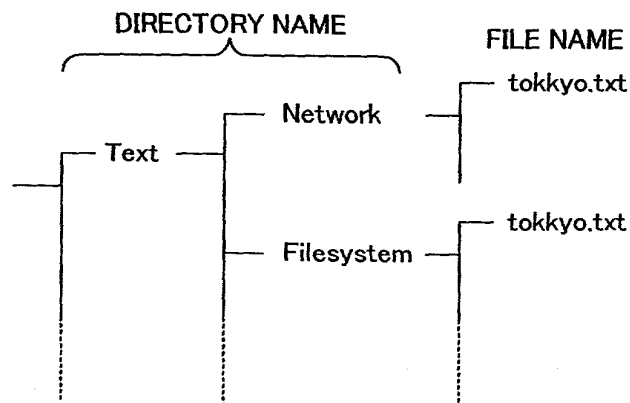 DIRECTORY NAME
FILE NAME
tokkyo.txt
Network
Text
tokkyo.txt
Filesystem